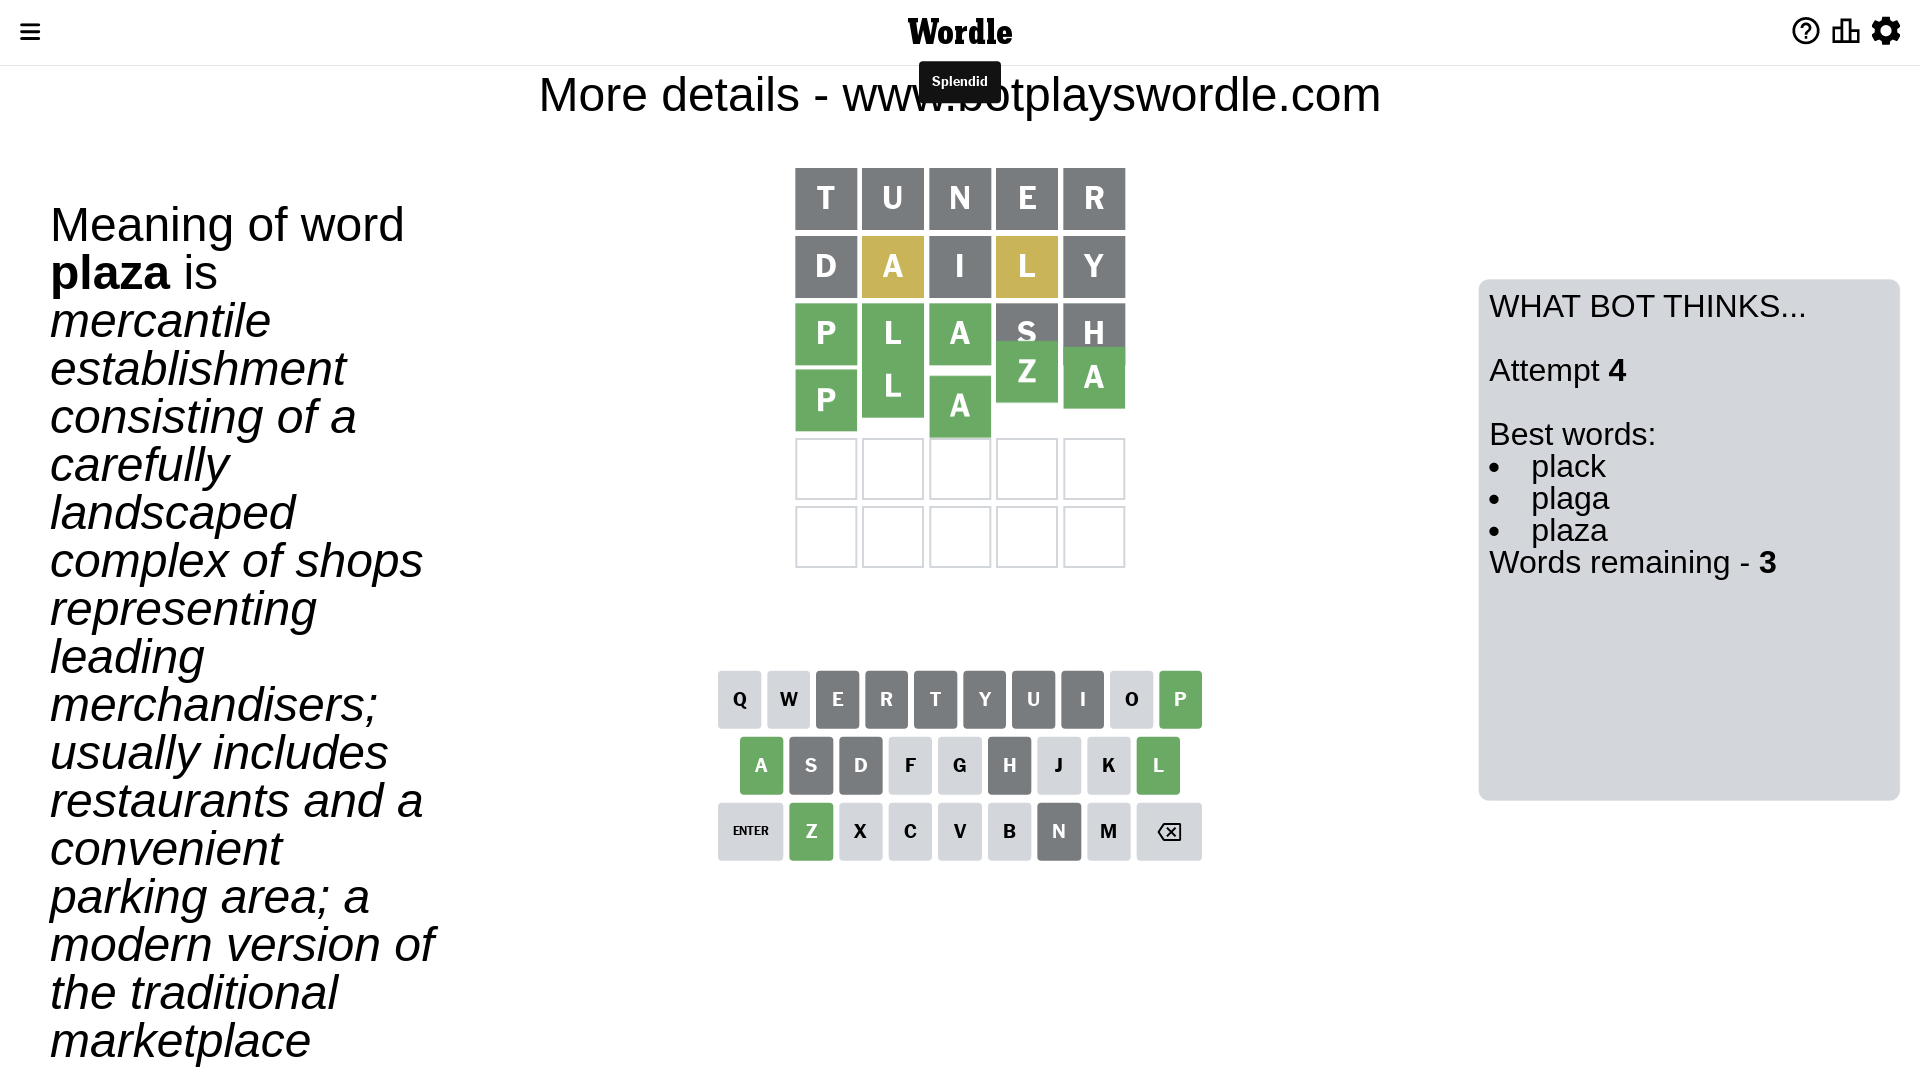 Wordle
Splendid
More details - www.botplayswordle.com
Meaning of word
plaza is
mercantile
establishment
consisting of a
carefully
landscaped
complex of shops
representing
leading
merchandisers;
usually includes
restaurants and a
convenient
parking area; a
modern version of
the traditional
marketplace
T U N E R
D A I L Y
P L A S H
P L A Z A
WHAT BOT THINKS...
Attempt 4
Best words:
• plack
• plaga
• plaza
Words remaining - 3
Q W E R T Y U I O P
A S D F G H J K L
ENTER Z X C V B N M